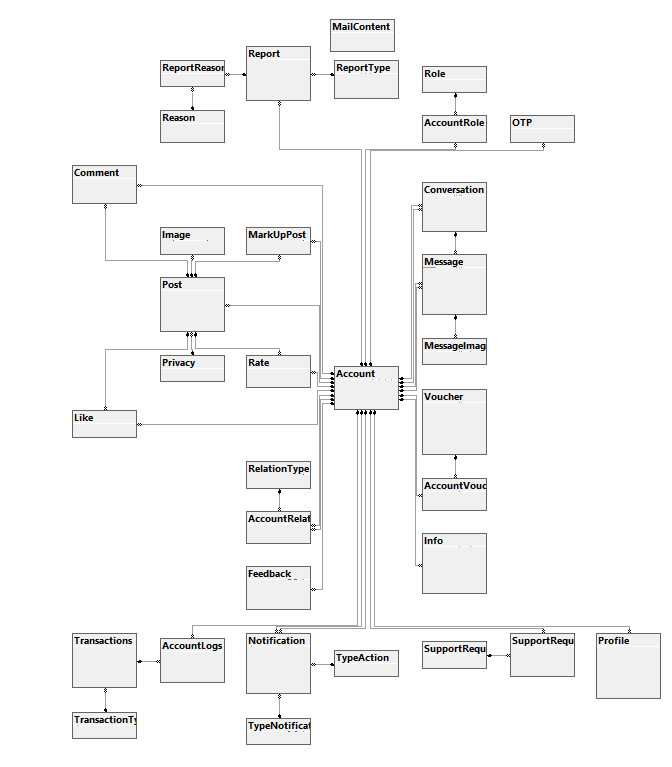 MailContent
Report
ReportReason
ReportType
Role
Reason
AccountRole
OTP
Comment
Conversation
Image
MarkUpPost
Message
Post
MessageImag
Privacy
Rate
Account
Voucher
Like
RelationType
AccountVouc
AccountRelat
Info
Feedback
Transactions
AccountLogs
Notification
SupportRequ
SupportRequ
Profile
TypeAction
TransactionTy
TypeNotificat